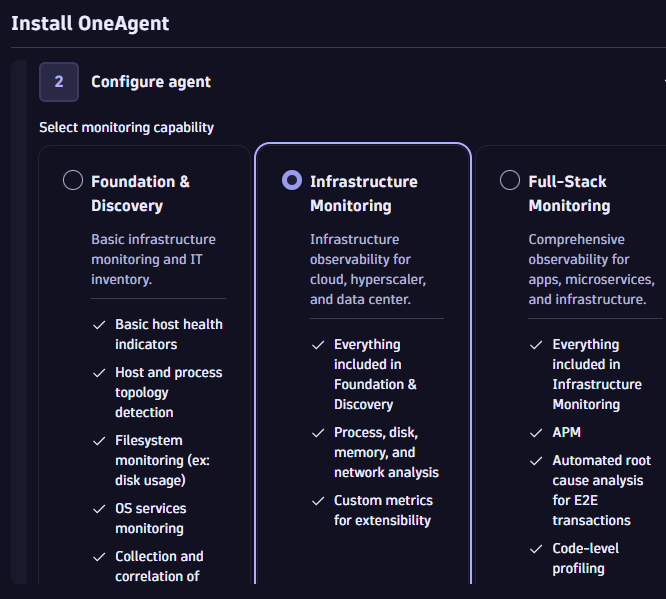 Install OneAgent
2
Configure agent
Select monitoring capability
Foundation &
Discovery
Basic infrastructure
monitoring and IT
inventory.
Basic host health
indicators
Host and process
topology
detection
Filesystem
monitoring (ex:
disk usage)
OS services
monitoring
Collection and
correlation of
Infrastructure
Monitoring
Infrastructure
observability for
cloud, hyperscaler,
and data center.
Everything
included in
Foundation &
Discovery
Process, disk,
memory, and
network analysis
Custom metrics
for extensibility
Full-Stack
Monitoring
Comprehensive
observability for
apps, microservices,
and infrastructure.
Everything
included in
Infrastructure
Monitoring
APM
Automated root
cause analysis
for E2E
transactions
Code-level
profiling